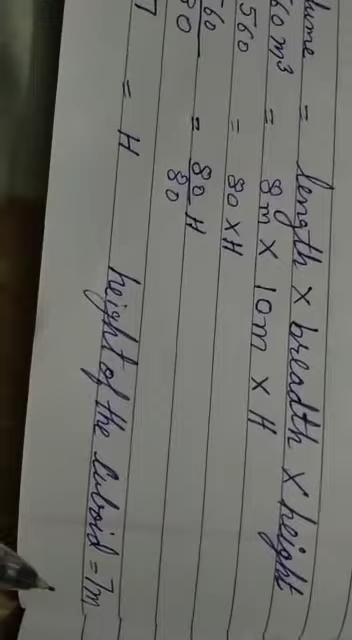 lume = length × breadth × height
60 m³ = 8m × 10m × H
560 = 80 × H
60/80 = 80 H/80
7 = H height of the cuboid = 7m